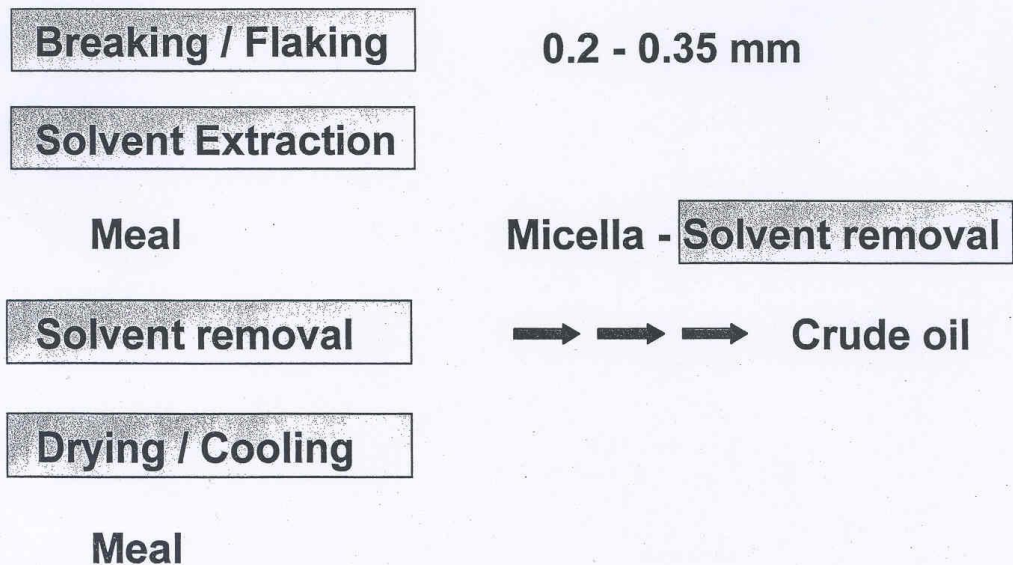 Breaking / Flaking 0.2 - 0.35 mm
Solvent Extraction
Meal Micella - Solvent removal
Solvent removal Crude oil
Drying / Cooling
Meal